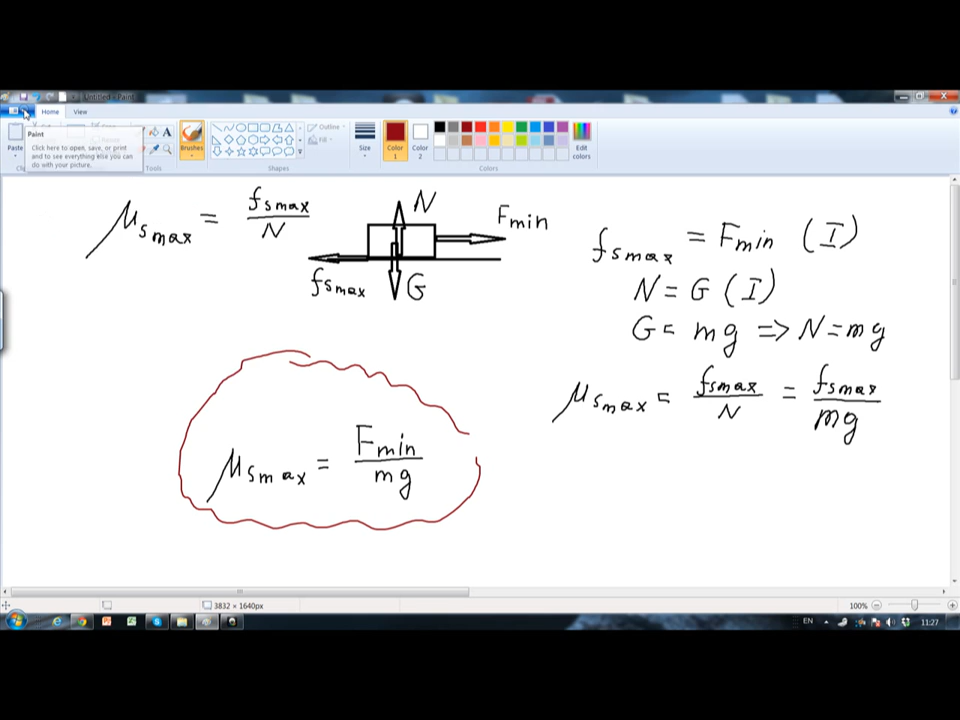 Untitled - Paint
Home View
Paint
Click here to open, save, or print
and to see everything else you can
do with your picture.
Paste
Tools
Brushes
Outline
Fill
Shapes
Size
Color
1
Color
2
Edit
colors
Colors
μsmax = fsmax/N
N
Fmin
fsmax
G
fsmax = Fmin (I)
N = G (I)
G = mg => N = mg
μsmax = fsmax/N = fsmax/mg
μsmax = Fmin/mg
3832 × 1640px
100%
EN
11:27